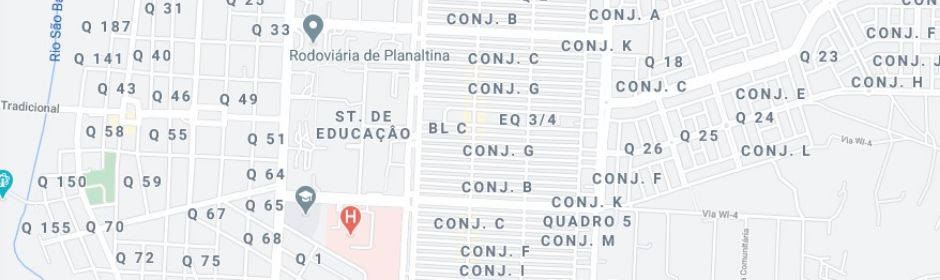 Q 31
CONJ. B
CONJ. A
Q 187
Q 33
CONJ. F
CONJ. K
Rio São Ba
Q 141
Q 40
Rodoviária de Planaltina
CONJ. C
Q 18
Q 23
CONJ. J
Q 43
Q 46
Q 49
CONJ. G
CONJ. C
CONJ. E
CONJ. H
Tradicional
ST. DE
EDUCAÇÃO
BL C
EQ 3/4
Q 24
Q 58
Q 55
Q 51
Q 25
Via WI-4
CONJ. G
Q 26
CONJ. L
Q 150
Q 59
Q 64
CONJ. F
CONJ. B
Q 67
Q 65
CONJ. K
Via WI-4
Q 155
Q 70
H
CONJ. C
QUADRO 5
Q 68
CONJ. M
Q 72
Q 75
Q 1
CONJ. F
CONJ. I
Comunitária